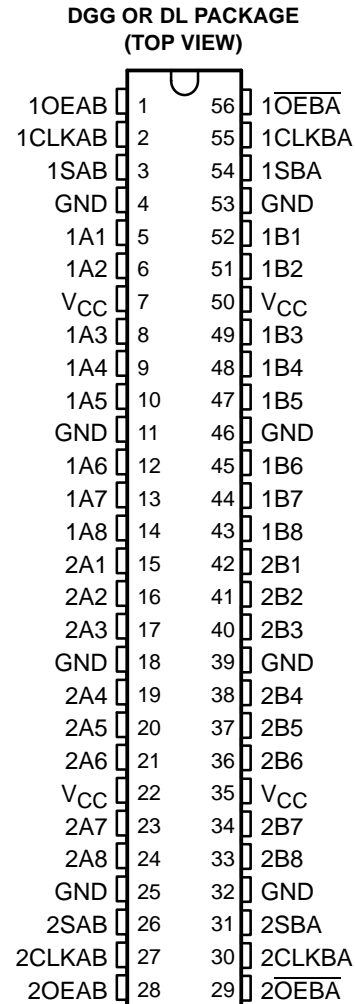 DGG OR DL PACKAGE
(TOP VIEW)
1OEAB 1 56 1O̅E̅B̅A̅
1CLKAB 2 55 1CLKBA
1SAB 3 54 1SBA
GND 4 53 GND
1A1 5 52 1B1
1A2 6 51 1B2
VCC 7 50 VCC
1A3 8 49 1B3
1A4 9 48 1B4
1A5 10 47 1B5
GND 11 46 GND
1A6 12 45 1B6
1A7 13 44 1B7
1A8 14 43 1B8
2A1 15 42 2B1
2A2 16 41 2B2
2A3 17 40 2B3
GND 18 39 GND
2A4 19 38 2B4
2A5 20 37 2B5
2A6 21 36 2B6
VCC 22 35 VCC
2A7 23 34 2B7
2A8 24 33 2B8
GND 25 32 GND
2SAB 26 31 2SBA
2CLKAB 27 30 2CLKBA
2OEAB 28 29 2O̅E̅B̅A̅